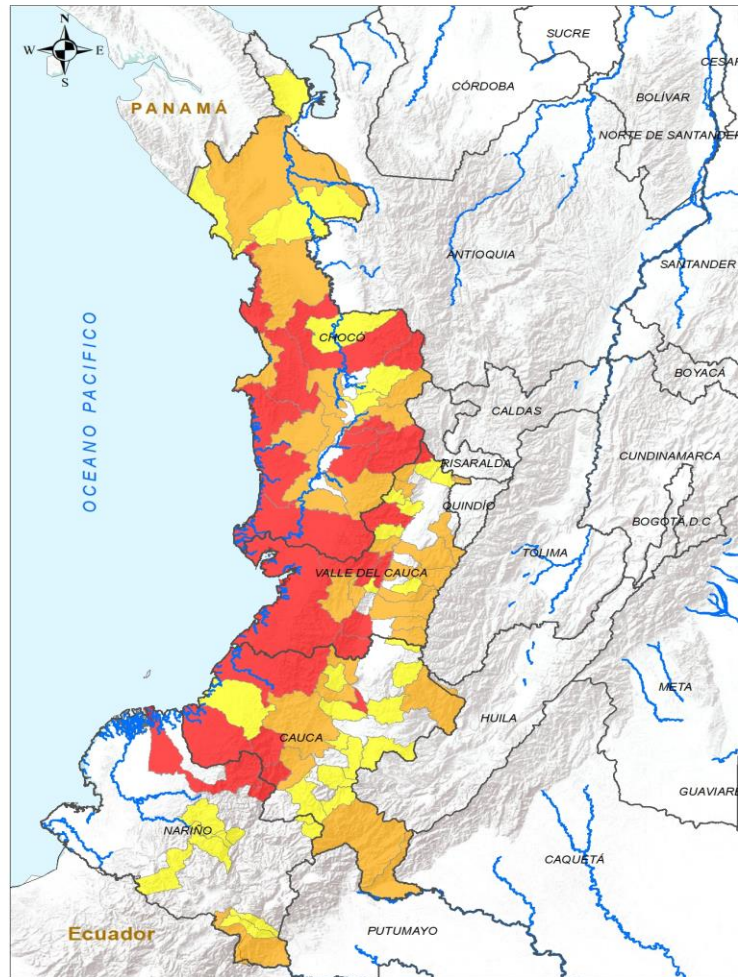 N
W E
S
SUCRE
CESAR
CÓRDOBA
BOLÍVAR
PANAMÁ
NORTE DE SANTANDER
ANTIOQUIA
SANTANDER
OCEANO PACIFICO
CHOCÓ
BOYACÁ
CALDAS
CUNDINAMARCA
RISARALDA
QUINDÍO
BOGOTÁ,D.C
TOLIMA
VALLE DEL CAUCA
META
HUILA
CAUCA
GUAVIARE
NARIÑO
CAQUETÁ
Ecuador
PUTUMAYO